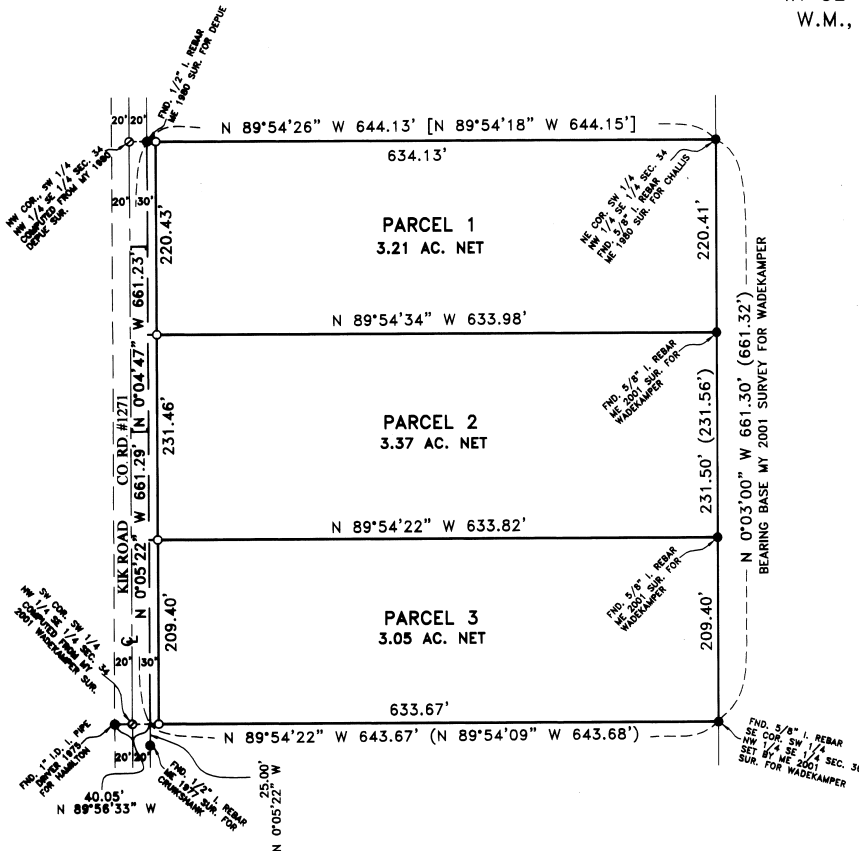 W.M.,
FND. 1/2" I. REBAR
ME 1980 SUR. FOR DEPUE
20' 20'
N 89°54'26" W 644.13' [N 89°54'18" W 644.15']
634.13'
NW COR., SW 1/4
NW 1/4 SE 1/4 SEC. 34
COMPUTED FROM MY 1980
DEPUE SUR.
20' 30'
NE COR. SW 1/4
NW 1/4 SE 1/4 SEC. 34
FND. 5/8" I. REBAR
ME 1980 SUR. FOR CHALLIS
220.43'
PARCEL 1
3.21 AC. NET
220.41'
N 89°54'34" W 633.98'
FND. 5/8" I. REBAR
ME 2001 SUR. FOR
WADEKAMPER
KIK ROAD CO. RD. #1271
N 0°05'22" W 661.29' [N 0°04'47" W 661.23']
231.46'
PARCEL 2
3.37 AC. NET
231.50' (231.56')
N 0°03'00" W 661.30' (661.32')
BEARING BASE MY 2001 SURVEY FOR WADEKAMPER
N 89°54'22" W 633.82'
FND. 5/8" I. REBAR
ME 2001 SUR. FOR
WADEKAMPER
SW COR. SW 1/4
NW 1/4 SE 1/4 SEC. 34
COMPUTED FROM MY
2001 WADEKAMPER SUR.
20' 30'
209.40'
PARCEL 3
3.05 AC. NET
209.40'
633.67'
N 89°54'22" W 643.67' (N 89°54'09" W 643.68')
FND. 5/8" I. REBAR
SE COR. SW 1/4
NW 1/4 SE 1/4 SEC.
SET BY ME 2001
SUR. FOR WADEKAMPER
FND. 1" I.D. I. PIPE
DRIVER 1975
FOR HAMILTON
20' 20'
40.05'
N 89°56'33" W
FND. 1/2" I. REBAR
ME 1977 SUR. FOR
CRUIKSHANK
25.00'
N 0°05'22" W